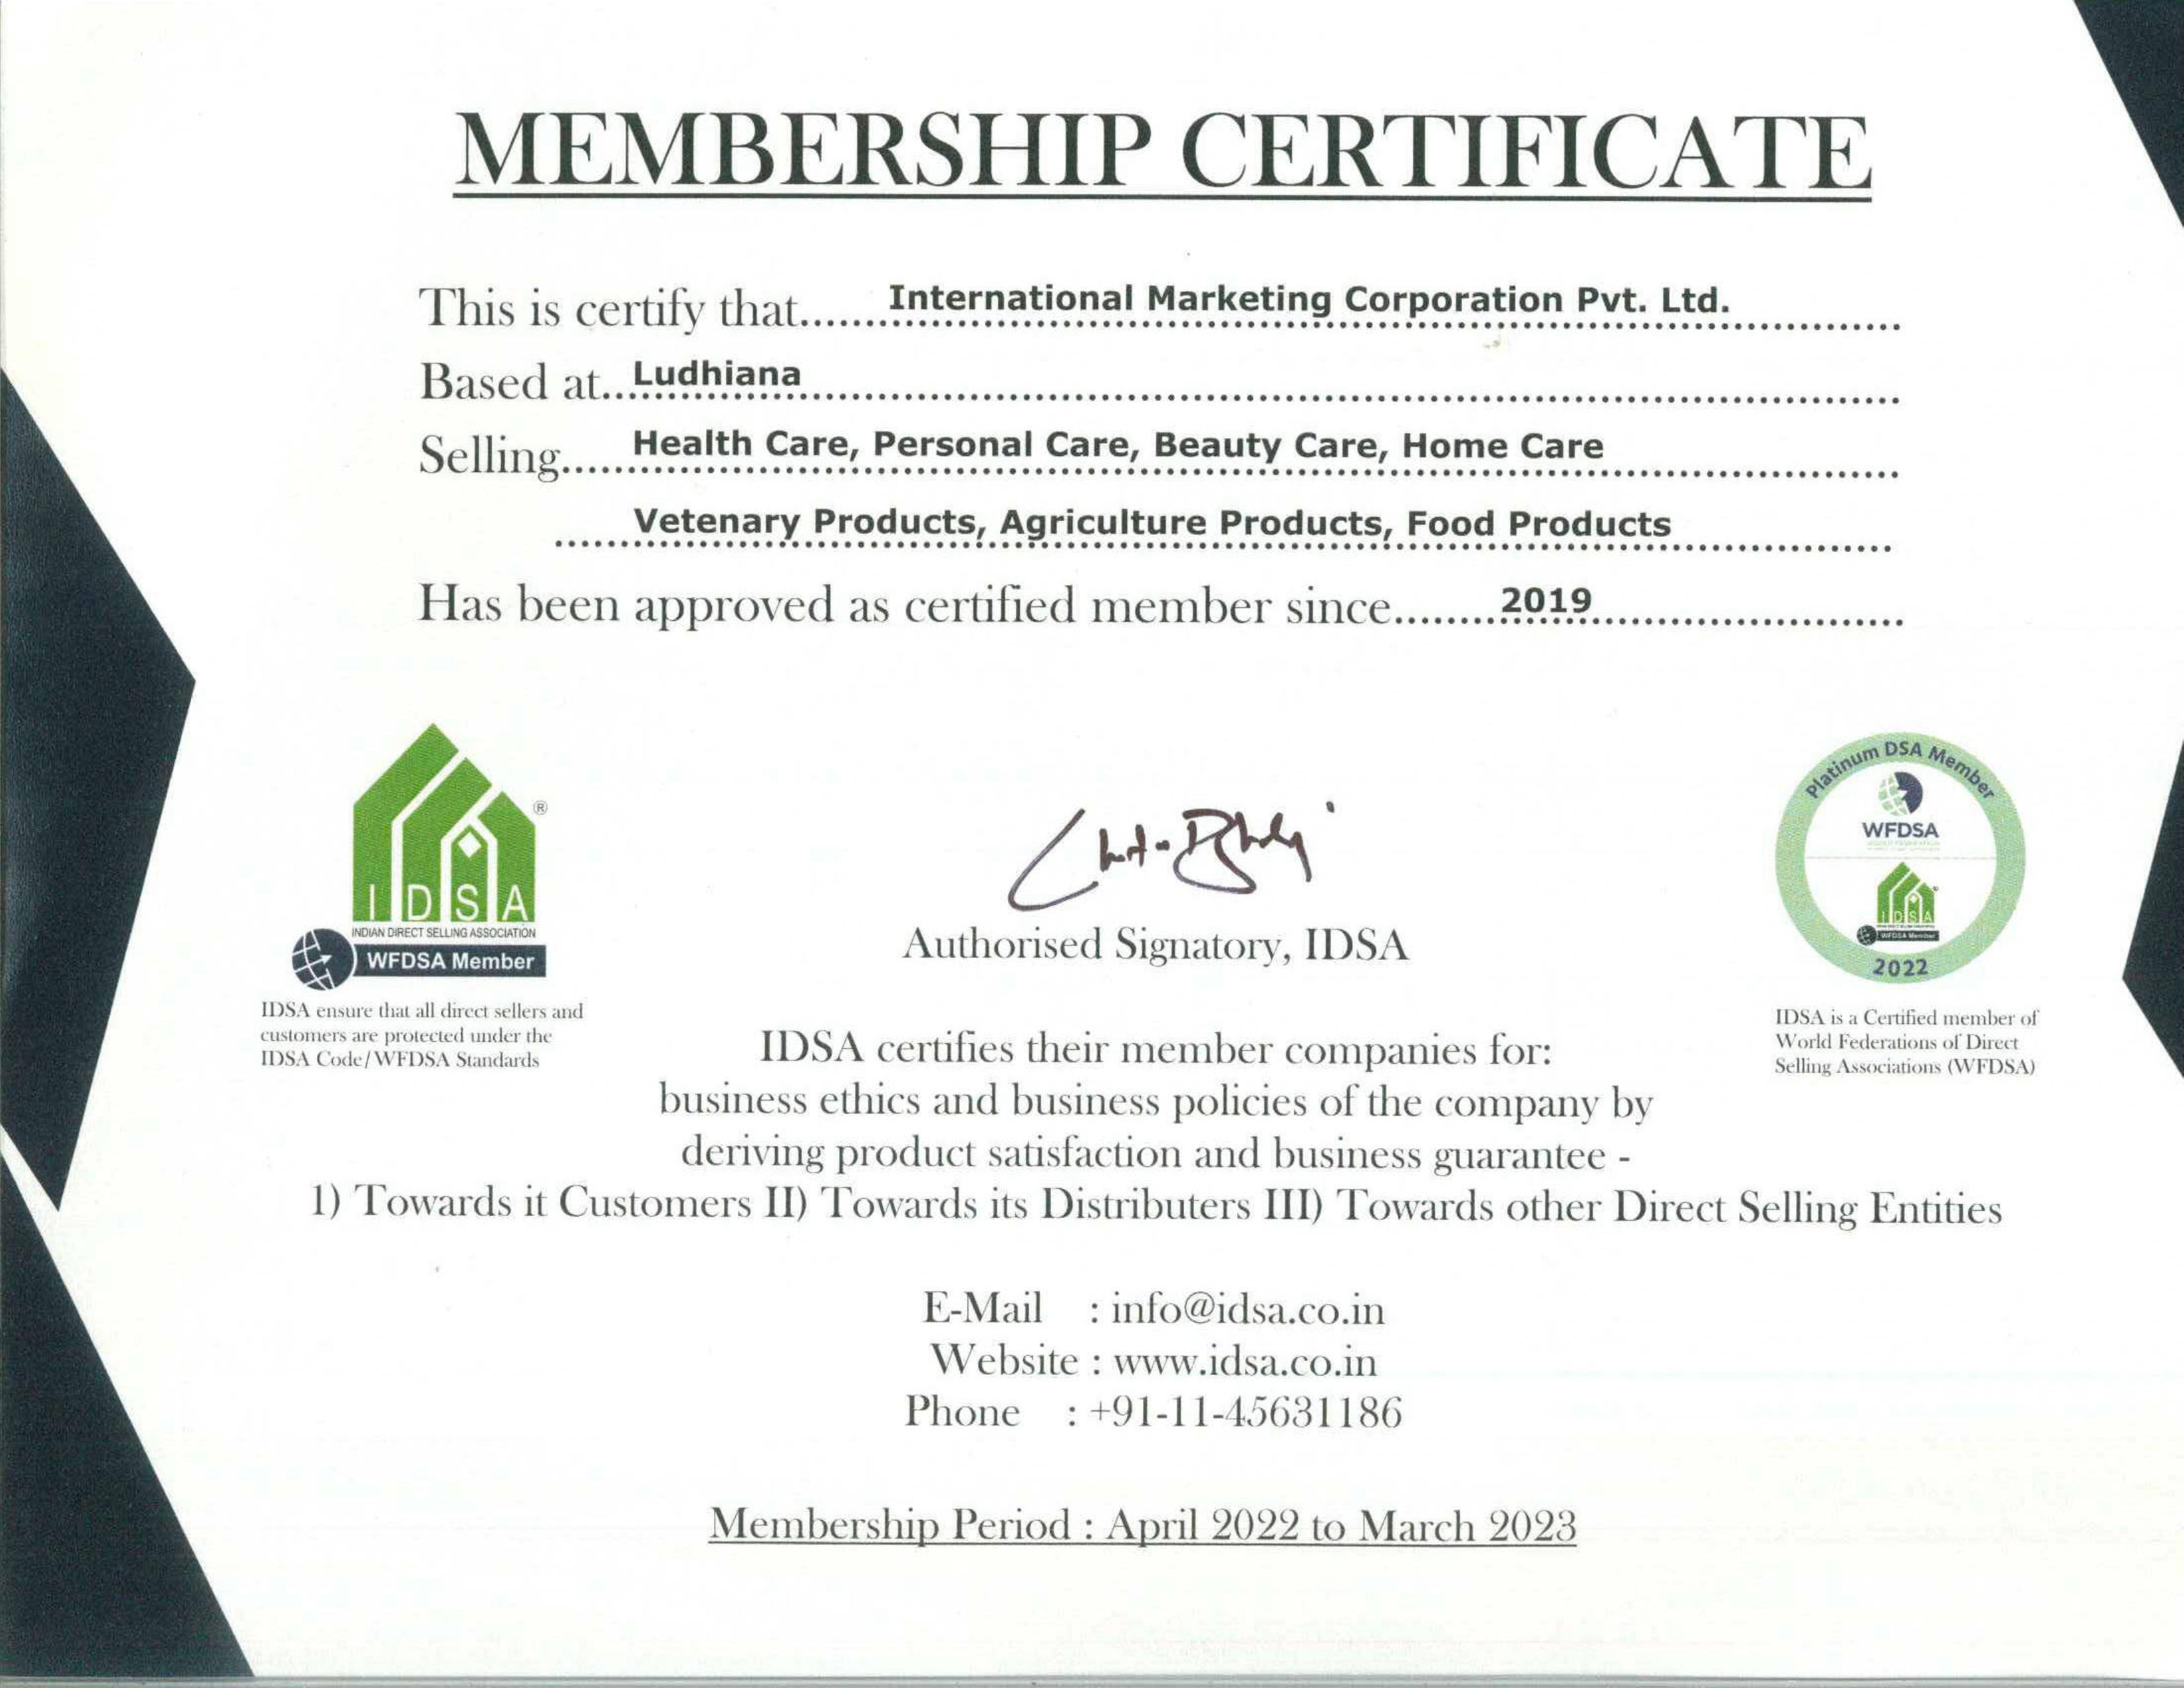 MEMBERSHIP CERTIFICATE
This is certify that.......International Marketing Corporation Pvt. Ltd.
Based at..Ludhiana
Selling.....Health Care, Personal Care, Beauty Care, Home Care
Vetenary Products, Agriculture Products, Food Products
Has been approved as certified member since.......2019
IDSA
®
INDIAN DIRECT SELLING ASSOCIATION
WFDSA Member
IDSA ensure that all direct sellers and
customers are protected under the
IDSA Code/WFDSA Standards
Authorised Signatory, IDSA
Platinum DSA Member
WFDSA
IDSA
WFDSA Member
2022
IDSA is a Certified member of
World Federations of Direct
Selling Associations (WFDSA)
IDSA certifies their member companies for:
business ethics and business policies of the company by
deriving product satisfaction and business guarantee -
1) Towards it Customers II) Towards its Distributers III) Towards other Direct Selling Entities
E-Mail : info@idsa.co.in
Website : www.idsa.co.in
Phone : +91-11-45631186
Membership Period : April 2022 to March 2023